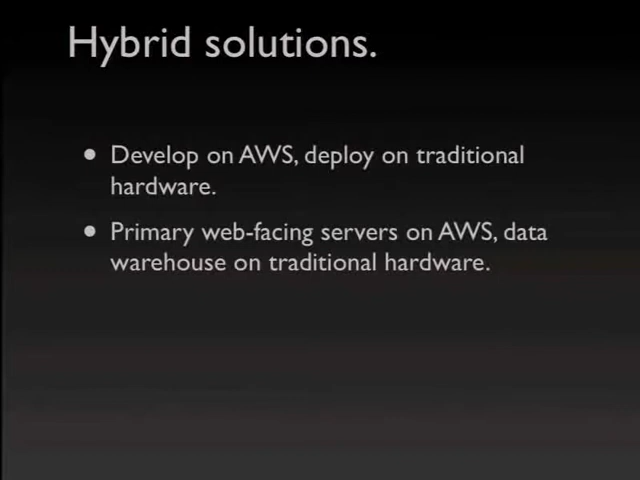 Hybrid solutions.
• Develop on AWS, deploy on traditional
hardware.
• Primary web-facing servers on AWS, data
warehouse on traditional hardware.